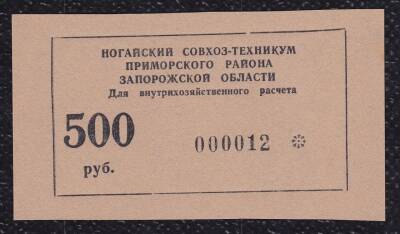 НОГАЙСКИЙ СОВХОЗ-ТЕХНИКУМ
ПРИМОРСКОГО РАЙОНА
ЗАПОРОЖСКОЙ ОБЛАСТИ
Для внутрихозяйственного расчета
500
руб.
000012 ❊